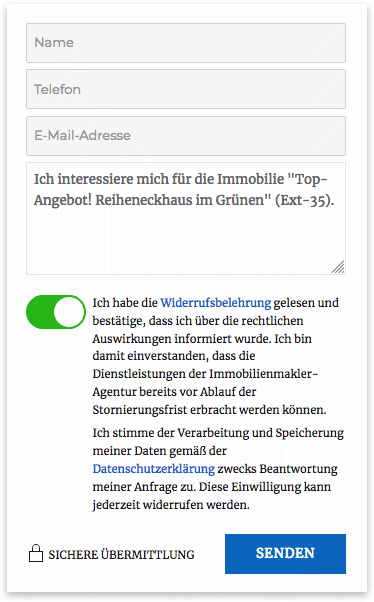 Name
Telefon
E-Mail-Adresse
Ich interessiere mich für die Immobilie "Top-
Angebot! Reiheneckhaus im Grünen" (Ext-35).
Ich habe die Widerrufsbelehrung gelesen und
bestätige, dass ich über die rechtlichen
Auswirkungen informiert wurde. Ich bin
damit einverstanden, dass die
Dienstleistungen der Immobilienmakler-
Agentur bereits vor Ablauf der
Stornierungsfrist erbracht werden können.
Ich stimme der Verarbeitung und Speicherung
meiner Daten gemäß der
Datenschutzerklärung zwecks Beantwortung
meiner Anfrage zu. Diese Einwilligung kann
jederzeit widerrufen werden.
SICHERE ÜBERMITTLUNG
SENDEN